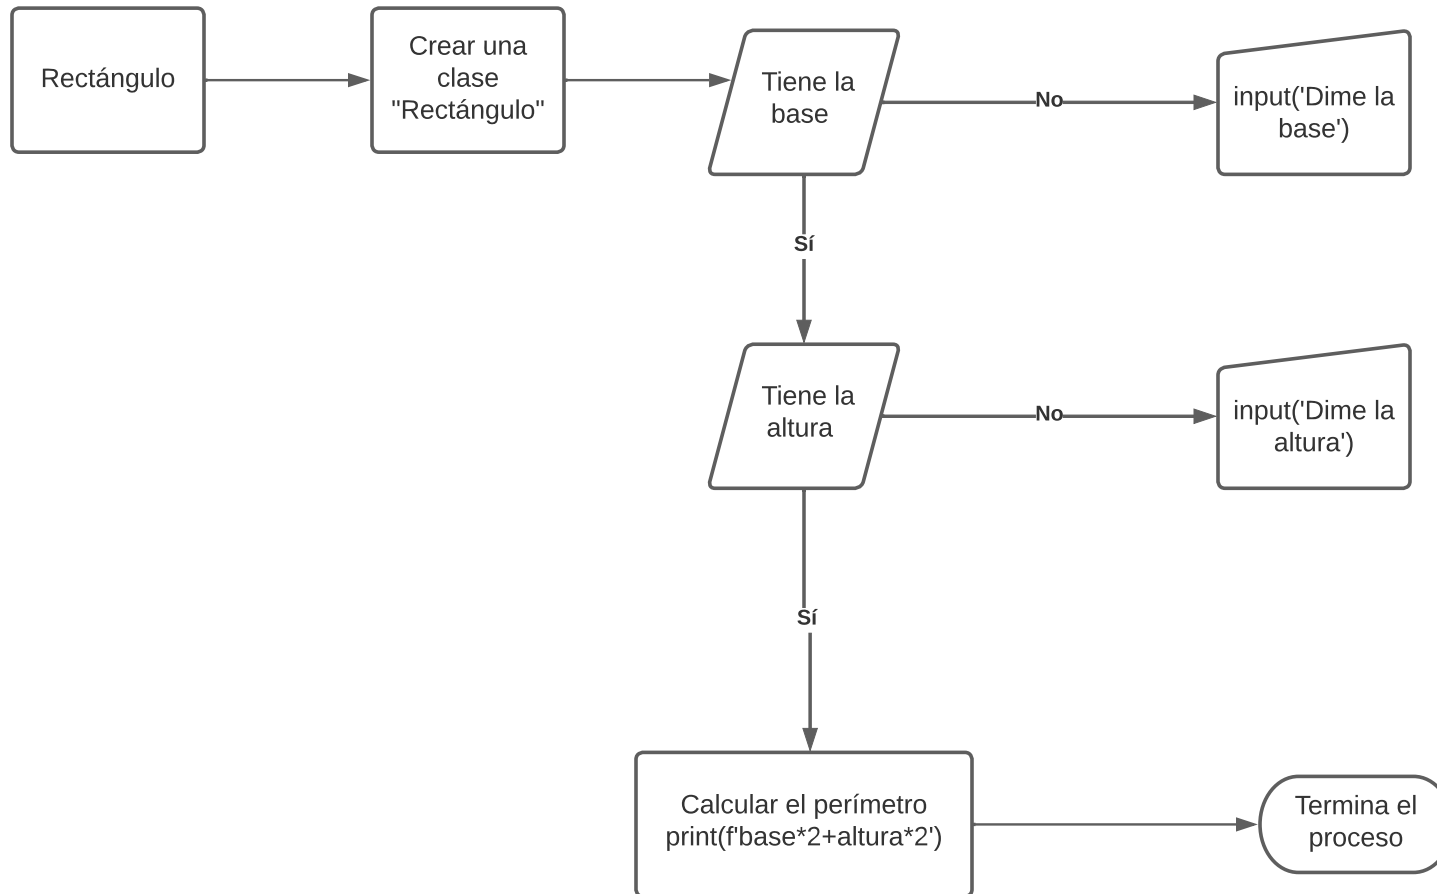 Rectángulo
Crear una
clase
"Rectángulo"
Tiene la
base
No
input('Dime la
base')
Sí
Tiene la
altura
No
input('Dime la
altura')
Sí
Calcular el perímetro
print(f'base*2+altura*2')
Termina el
proceso